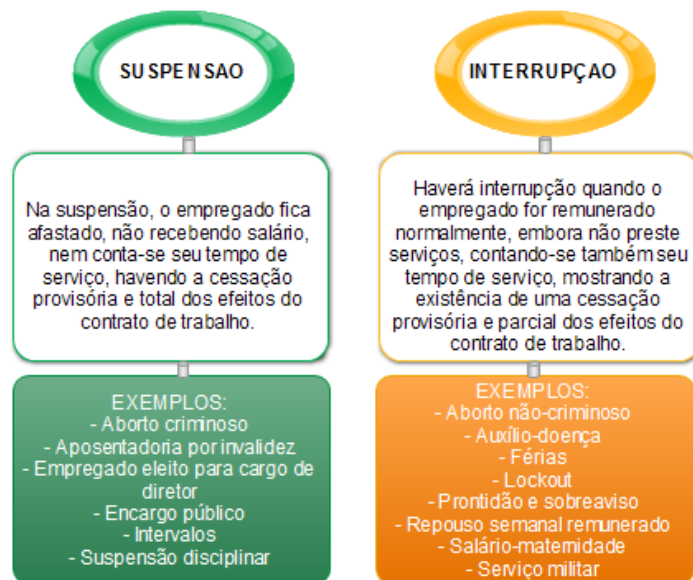 SUSPENSAO
Na suspensão, o empregado fica
afastado, não recebendo salário,
nem conta-se seu tempo de
serviço, havendo a cessação
provisória e total dos efeitos do
contrato de trabalho.
EXEMPLOS:
- Aborto criminoso
- Aposentadoria por invalidez
- Empregado eleito para cargo de
diretor
- Encargo público
- Intervalos
- Suspensão disciplinar
INTERRUPÇAO
Haverá interrupção quando o
empregado for remunerado
normalmente, embora não preste
serviços, contando-se também seu
tempo de serviço, mostrando a
existência de uma cessação
provisória e parcial dos efeitos do
contrato de trabalho.
EXEMPLOS:
- Aborto não-criminoso
- Auxílio-doença
- Férias
- Lockout
- Prontidão e sobreaviso
- Repouso semanal remunerado
- Salário-maternidade
- Serviço militar